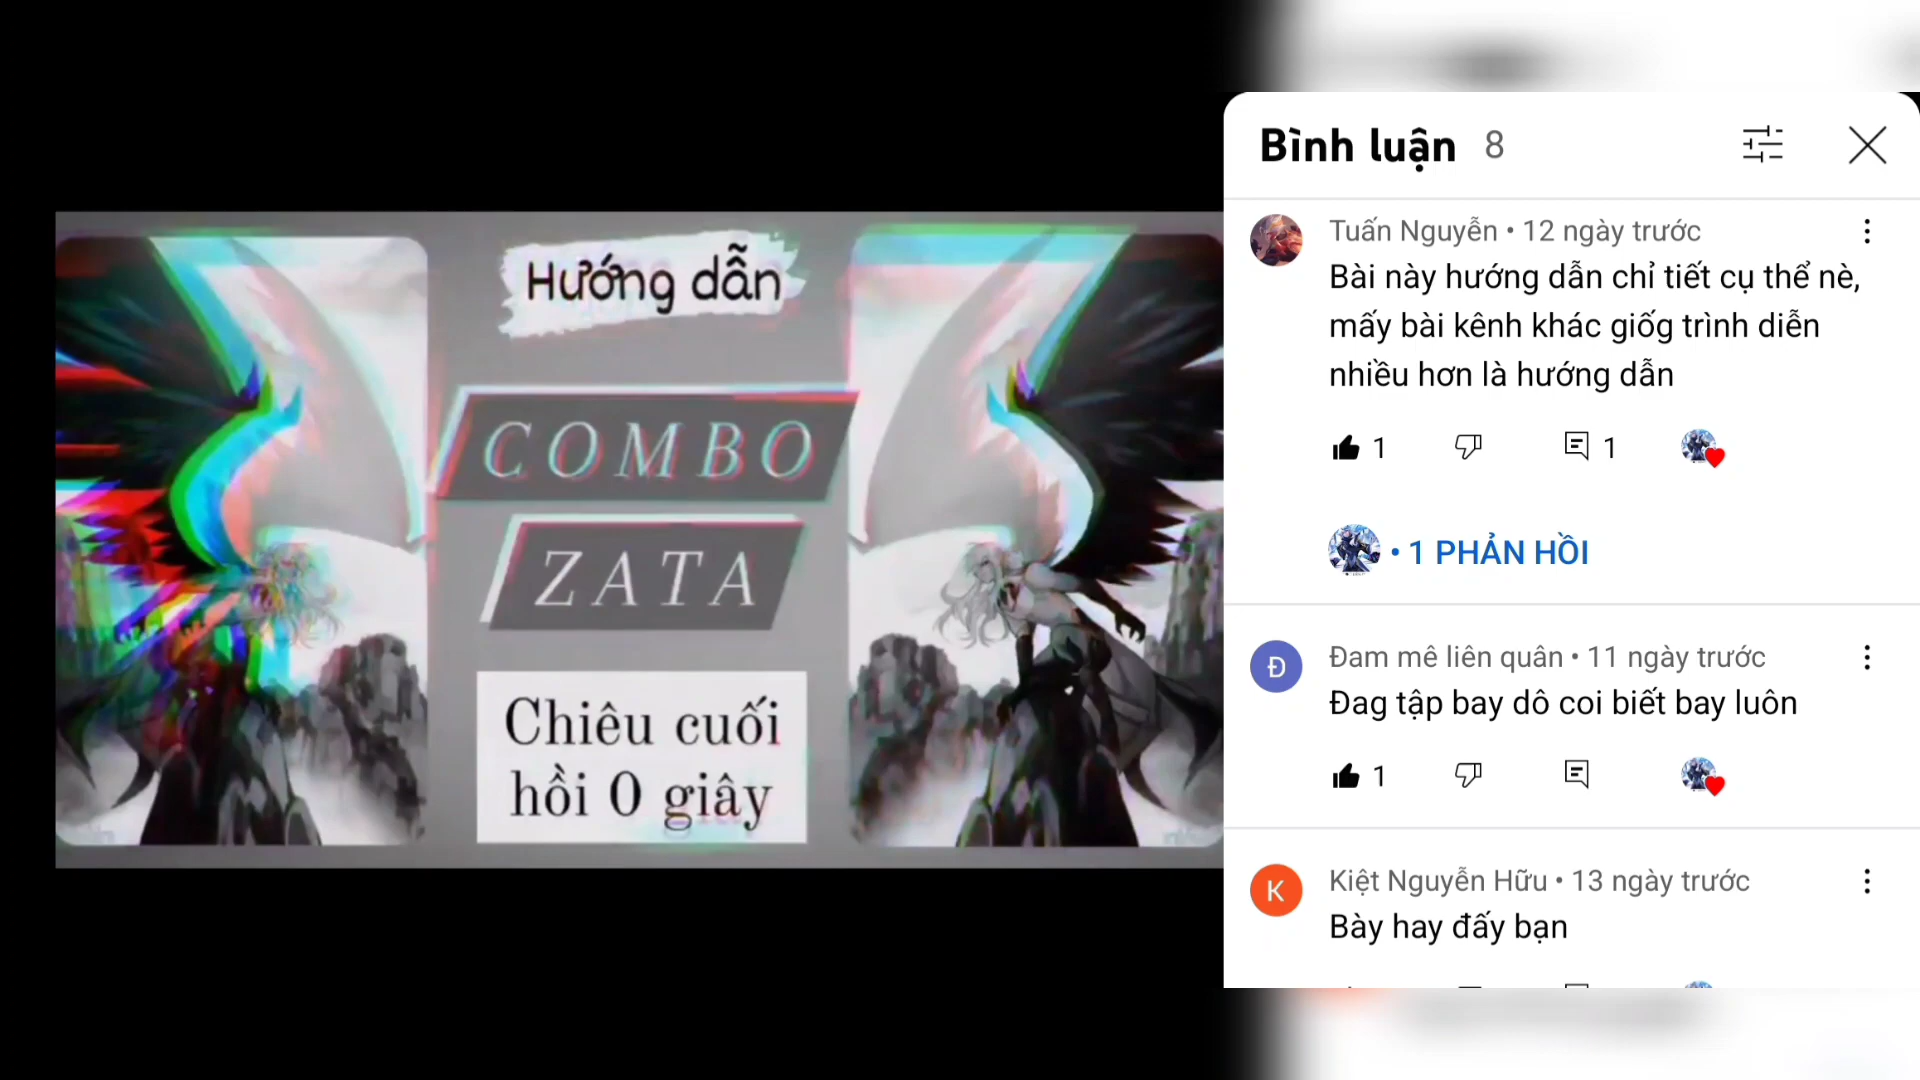 Hướng dẫn
COMBO
ZATA
Chiêu cuối
hồi 0 giây
Bình luận 8
Tuấn Nguyễn • 12 ngày trước
Bài này hướng dẫn chỉ tiết cụ thể nè,
mấy bài kênh khác giốg trình diễn
nhiều hơn là hướng dẫn
1 1
• 1 PHẢN HỒI
Đ
Đam mê liên quân • 11 ngày trước
Đag tập bay dô coi biết bay luôn
1
K
Kiệt Nguyễn Hữu • 13 ngày trước
Bày hay đấy bạn